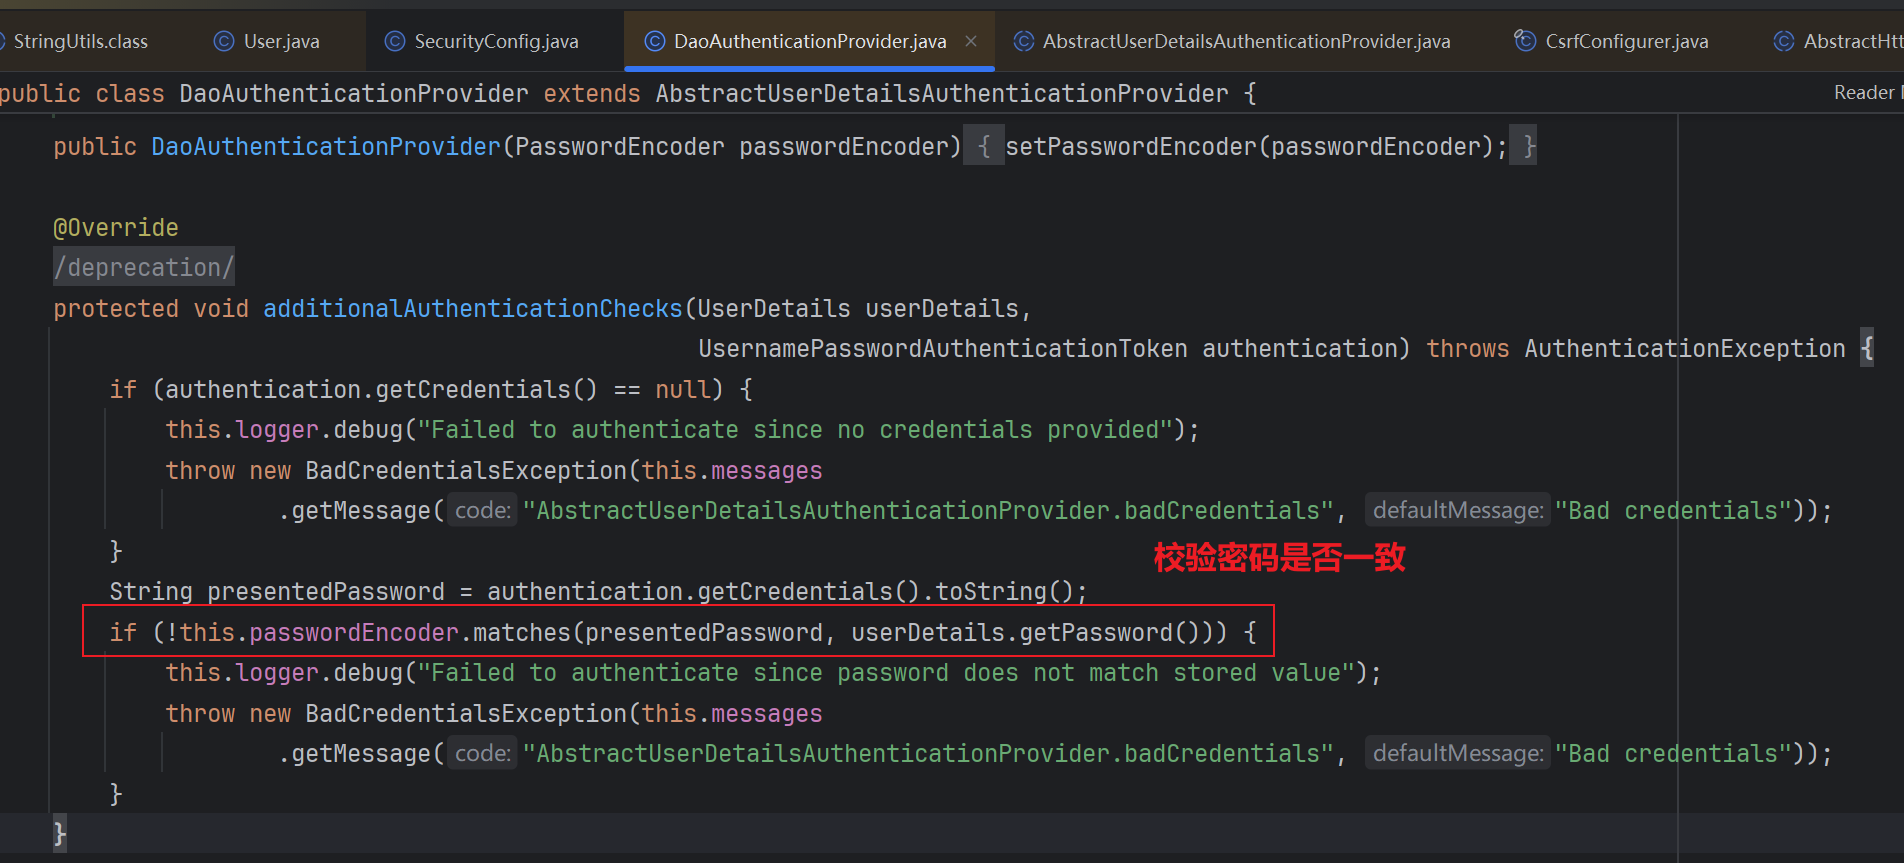 StringUtils.class User.java SecurityConfig.java DaoAuthenticationProvider.java AbstractUserDetailsAuthenticationProvider.java CsrfConfigurer.java AbstractHtt
public class DaoAuthenticationProvider extends AbstractUserDetailsAuthenticationProvider {
Reader
public DaoAuthenticationProvider(PasswordEncoder passwordEncoder) { setPasswordEncoder(passwordEncoder); }
@Override
/deprecation/
protected void additionalAuthenticationChecks(UserDetails userDetails,
UsernamePasswordAuthenticationToken authentication) throws AuthenticationException {
if (authentication.getCredentials() == null) {
this.logger.debug("Failed to authenticate since no credentials provided");
throw new BadCredentialsException(this.messages
.getMessage( code: "AbstractUserDetailsAuthenticationProvider.badCredentials", defaultMessage: "Bad credentials"));
}
校验密码是否一致
String presentedPassword = authentication.getCredentials().toString();
if (!this.passwordEncoder.matches(presentedPassword, userDetails.getPassword())) {
this.logger.debug("Failed to authenticate since password does not match stored value");
throw new BadCredentialsException(this.messages
.getMessage( code: "AbstractUserDetailsAuthenticationProvider.badCredentials", defaultMessage: "Bad credentials"));
}
}